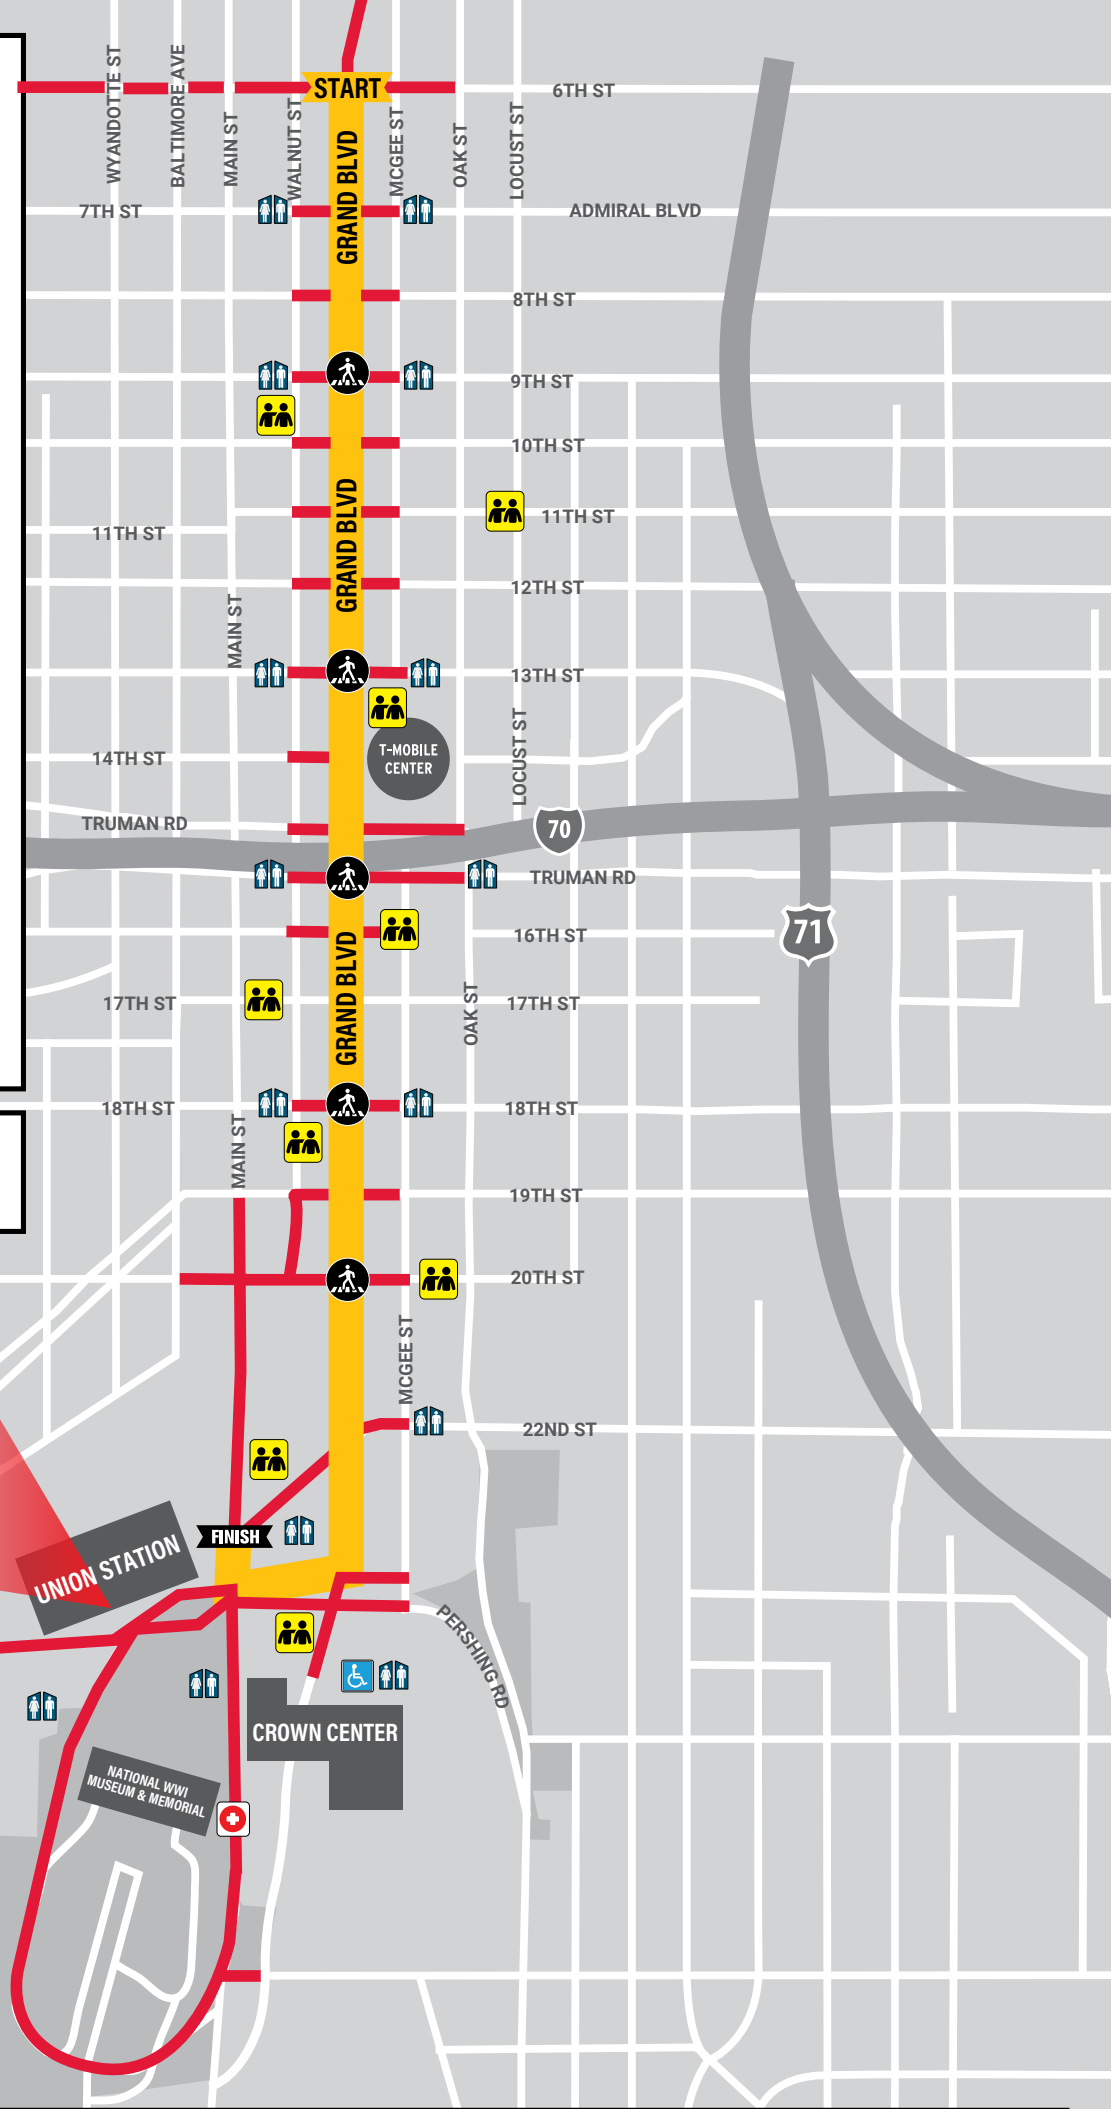 START
6TH ST
WYANDOTTE ST
BALTIMORE AVE
MAIN ST
WALNUT ST
GRAND BLVD
MCGEE ST
OAK ST
LOCUST ST
7TH ST
ADMIRAL BLVD
8TH ST
9TH ST
10TH ST
GRAND BLVD
11TH ST
11TH ST
12TH ST
MAIN ST
13TH ST
LOCUST ST
14TH ST
T-MOBILE
CENTER
TRUMAN RD
70
TRUMAN RD
71
16TH ST
GRAND BLVD
17TH ST
17TH ST
OAK ST
18TH ST
18TH ST
MAIN ST
19TH ST
20TH ST
MCGEE ST
22ND ST
FINISH
UNION STATION
PERSHING RD
CROWN CENTER
NATIONAL WWI
MUSEUM & MEMORIAL